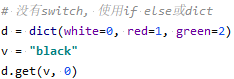 # 没有switch, 使用if else或dict
d = dict(white=0, red=1, green=2)
v = "black"
d.get(v, 0)